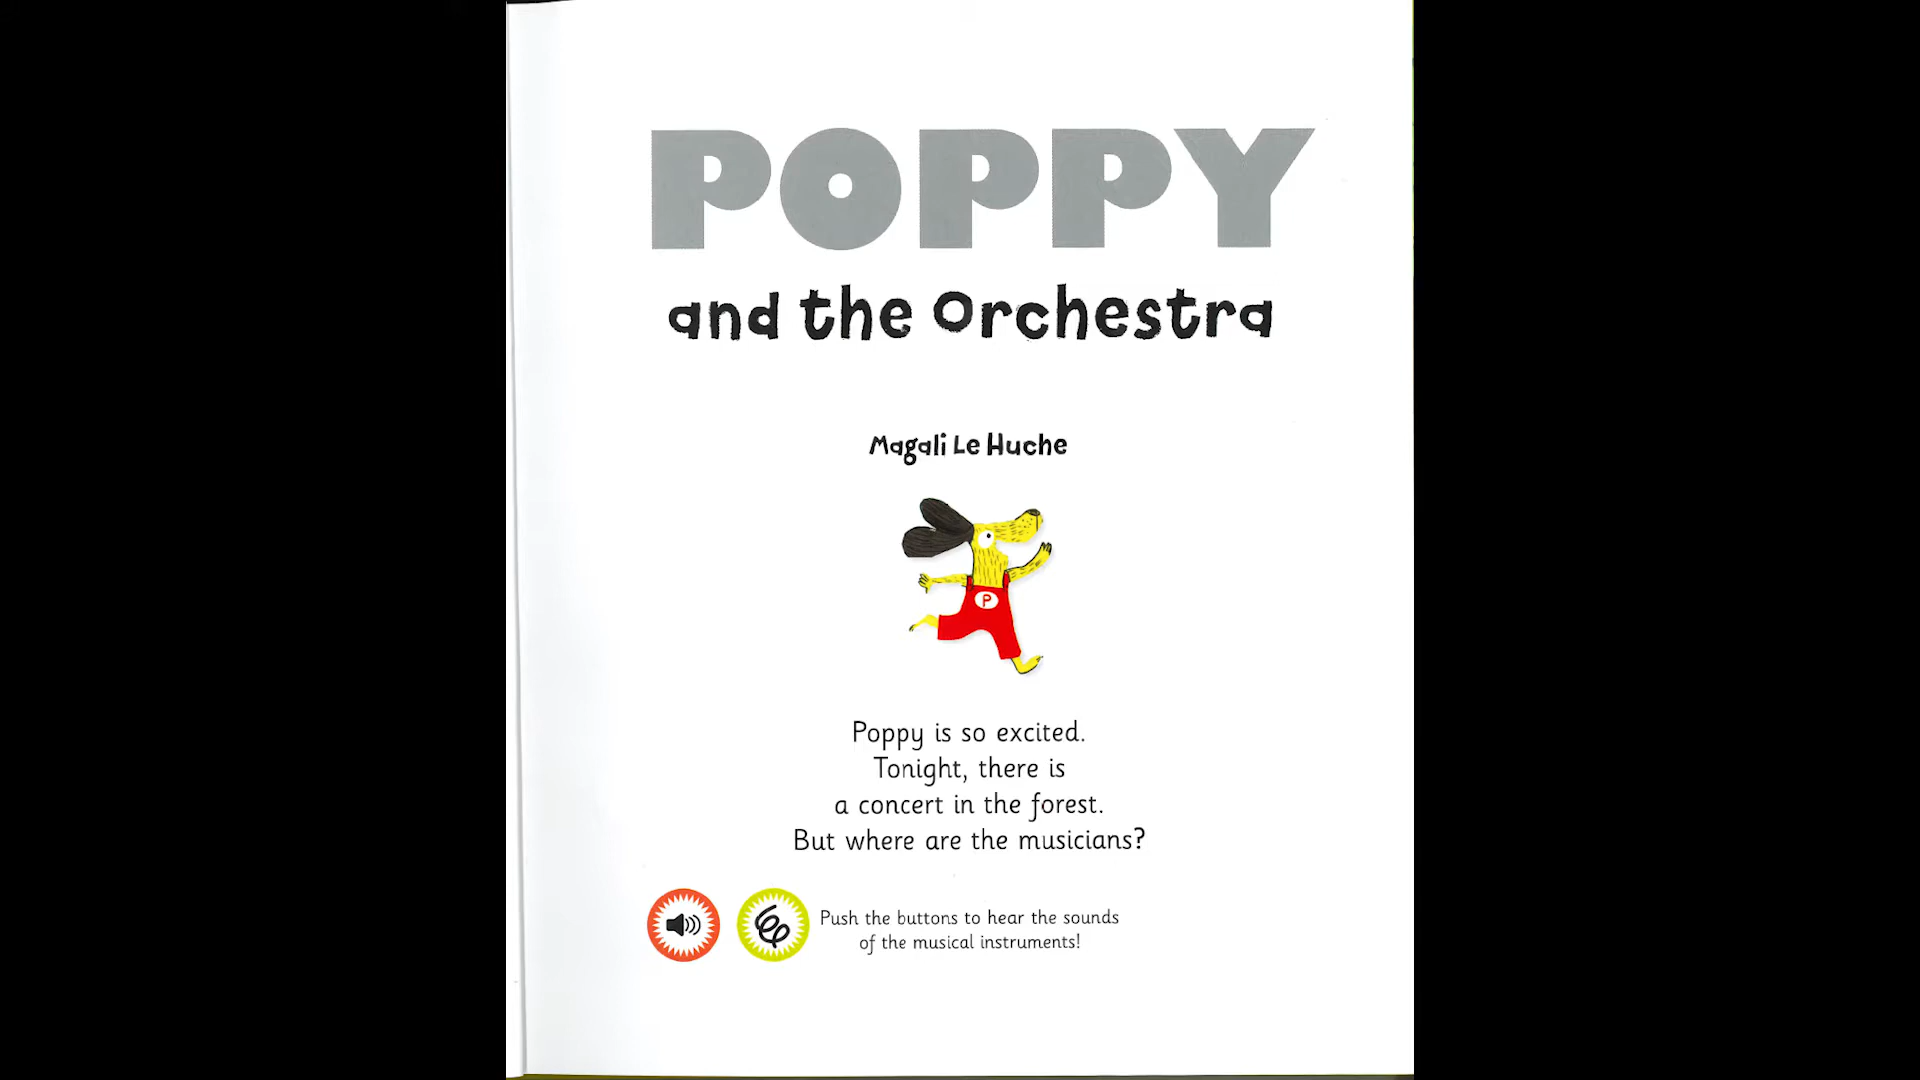 POPPY
and the Orchestra
Magali Le Huche
P
Poppy is so excited.
Tonight, there is
a concert in the forest.
But where are the musicians?
Push the buttons to hear the sounds
of the musical instruments!